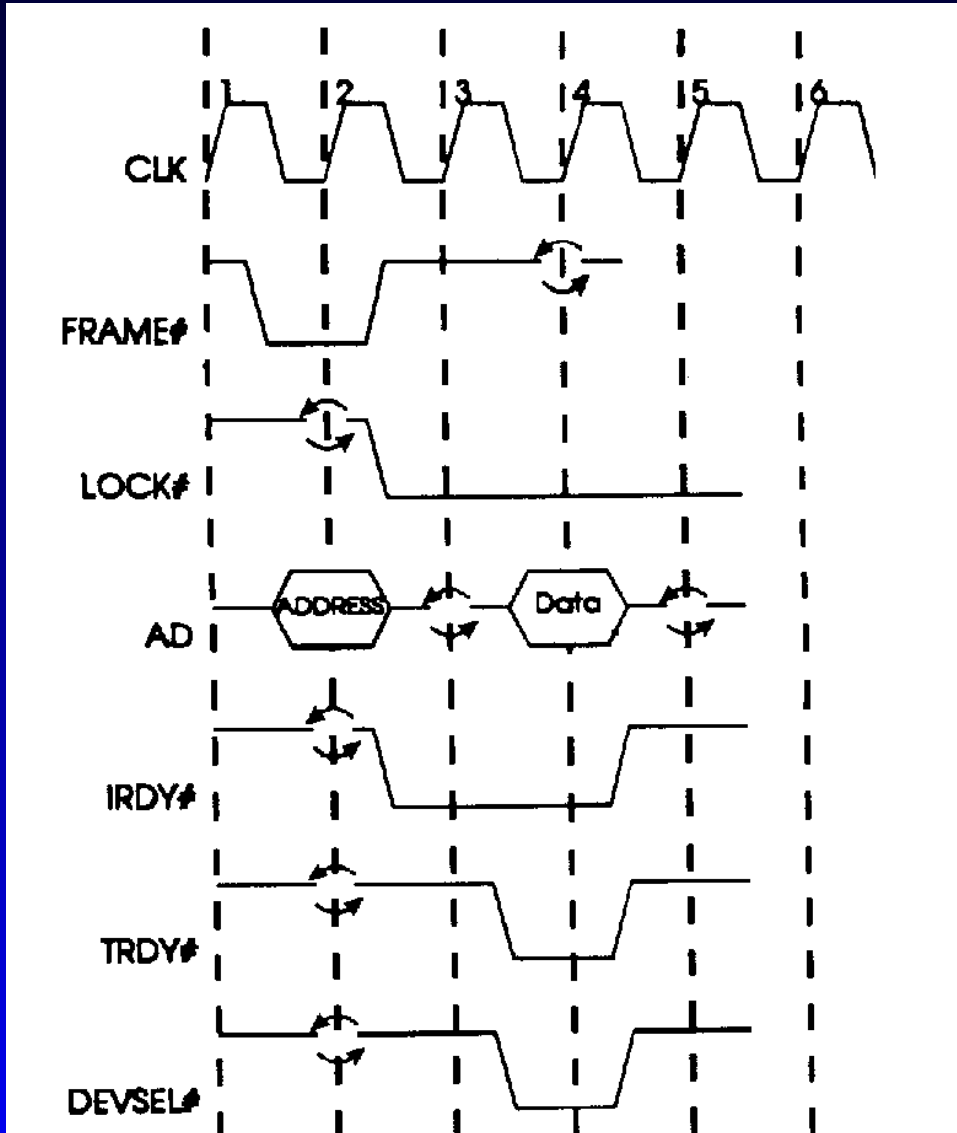 1 2 3 4 5 6
CLK
FRAME#
LOCK#
ADDRESS Data
AD
IRDY#
TRDY#
DEVSEL#